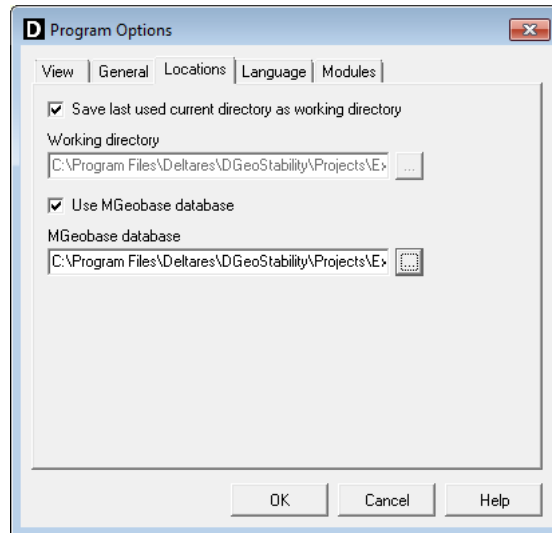 D Program Options
View General Locations Language Modules
Save last used current directory as working directory
Working directory
C:\Program Files\Deltares\DGeoStability\Projects\Ex ...
Use MGeobase database
MGeobase database
C:\Program Files\Deltares\DGeoStability\Projects\Ex ...
OK Cancel Help